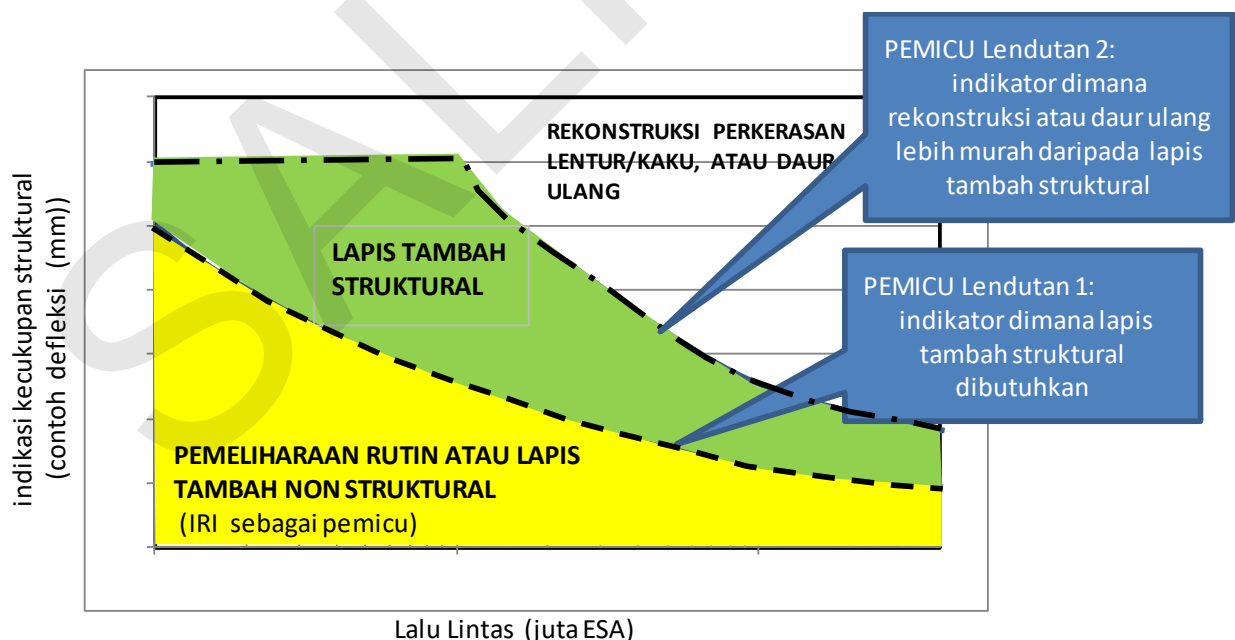 PEMICU Lendutan 2:
indikator dimana
rekonstruksi atau daur ulang
lebih murah daripada lapis
tambah struktural
REKONSTRUKSI PERKERASAN
LENTUR/KAKU, ATAU DAUR
ULANG
LAPIS TAMBAH
STRUKTURAL
PEMICU Lendutan 1:
indikator dimana lapis
tambah struktural
dibutuhkan
indikasi kecukupan struktural
(contoh defleksi (mm))
PEMELIHARAAN RUTIN ATAU LAPIS
TAMBAH NON STRUKTURAL
(IRI sebagai pemicu)
Lalu Lintas (juta ESA)